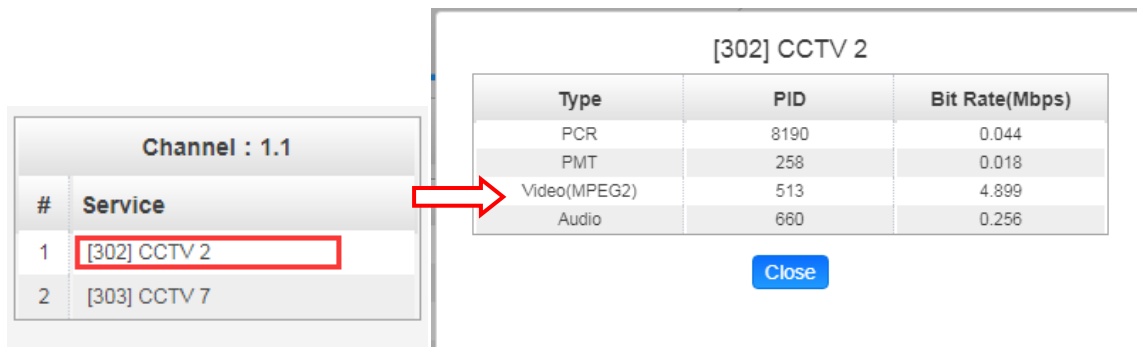 Channel : 1.1
# Service
1 [302] CCTV 2
2 [303] CCTV 7
[302] CCTV 2
Type PID Bit Rate(Mbps)
PCR 8190 0.044
PMT 258 0.018
Video(MPEG2) 513 4.899
Audio 660 0.256
Close